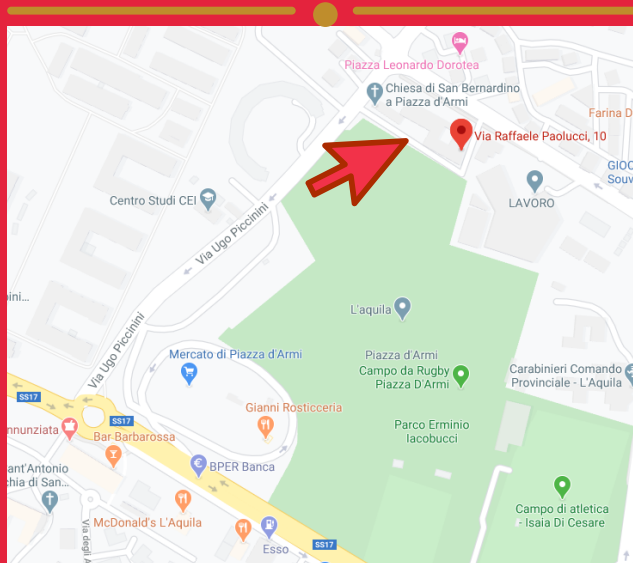 Piazza Leonardo Dorotea
Chiesa di San Bernardino
a Piazza d'Armi
Farina D
Via Raffaele Paolucci, 10
GIOC
Souv
LAVORO
Centro Studi CEI
Via Ugo Piccinini
L'aquila
ini...
Via Ugo Piccinini
Mercato di Piazza d'Armi
Piazza d'Armi
Campo da Rugby
Piazza D'Armi
Carabinieri Comando
Provinciale - L'Aquila
SS17
Gianni Rosticceria
SS17
nnunziata
Bar Barbarossa
Parco Erminio
Iacobucci
ant'Antonio
chia di San...
BPER Banca
McDonald's L'Aquila
Campo di atletica
- Isaia Di Cesare
Via degli A
Esso
SS17